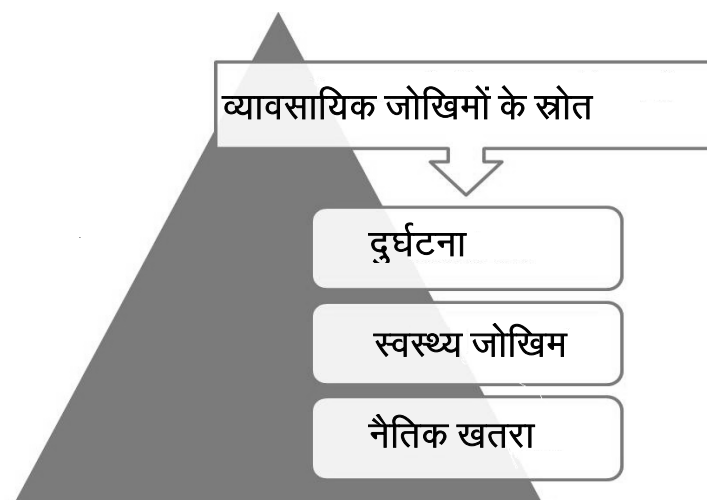 व्यावसायिक जोखिमों के स्रोत
दुर्घटना
स्वस्थ्य जोखिम
नैतिक खतरा